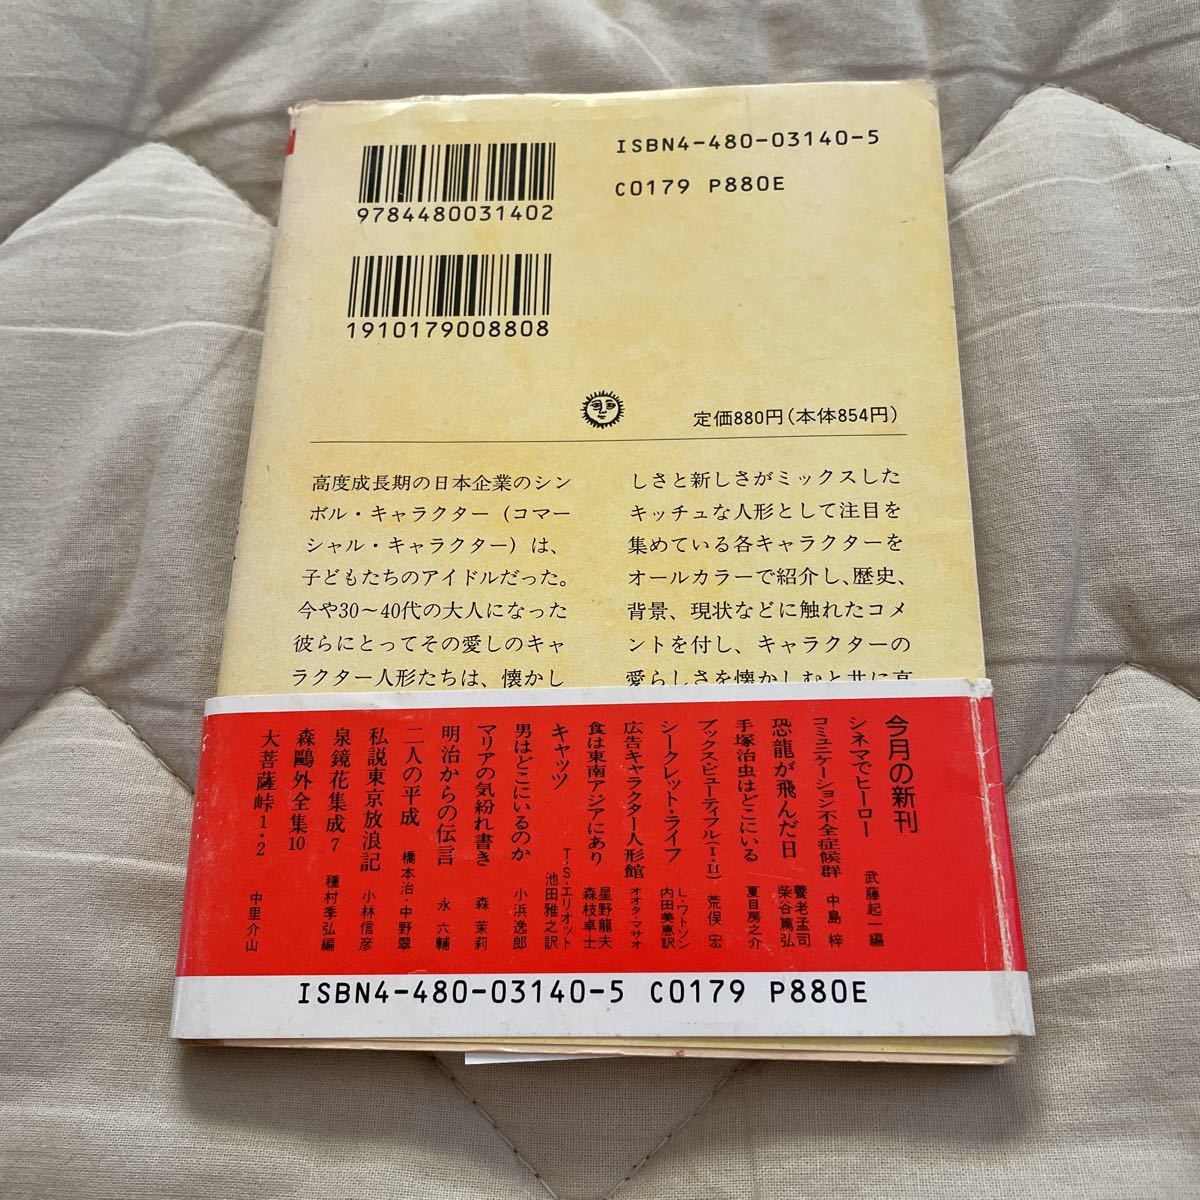 ISBN4-480-03140-5
C0179 P880E
9784480031402
1910179008808
定価880円(本体854円)
高度成長期の日本企業のシン
ボル・キャラクター(コマー
シャル・キャラクター)は、
子どもたちのアイドルだった。
今や30〜40代の大人になった
彼らにとってその愛しのキャ
ラクター人形たちは、懐かし
しさと新しさがミックスした
キッチュな人形として注目を
集めている各キャラクターを
オールカラーで紹介し、歴史、
背景、現状などに触れたコメ
ントを付し、キャラクターの
愛らしさを懐かしむと共に高
今月の新刊
シネマでヒーロー 武藤起一編
コミュニケーション不全症候群 中島 梓
恐龍が飛んだ日 養老孟司 柴谷篤弘
手塚治虫はどこにいる 夏目房之介
ブックス・ビューティフル(I・II) 荒俣 宏
シークレット・ライフ L・ワトソン 内田美恵訳
広告キャラクター人形館 オオタ・マサオ
食は東南アジアにあり 星野龍夫 森枝卓士
キャッツ T・S・エリオット 池田雅之訳
男はどこにいるのか 小浜逸郎
マリアの気紛れ書き 森 茉莉
明治からの伝言 永 六輔
二人の平成 橋本治・中野翠
私説東京放浪記 小林信彦
泉鏡花集成7 種村季弘編
森鷗外全集10
大菩薩峠1・2 中里介山
ISBN4-480-03140-5 C0179 P880E